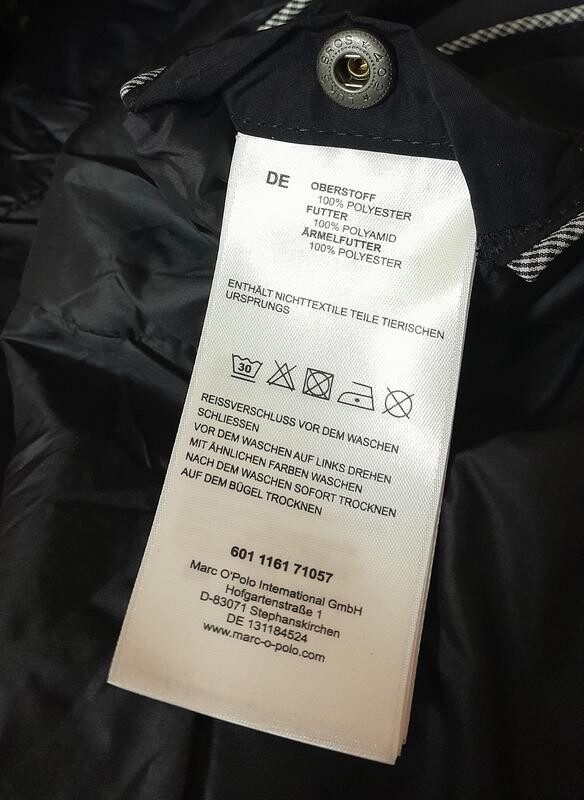 DE
OBERSTOFF
100% POLYESTER
FUTTER
100% POLYAMID
ÄRMELFUTTER
100% POLYESTER
ENTHÄLT NICHTTEXTILE TEILE TIERISCHEN
URSPRUNGS
30
REISSVERSCHLUSS VOR DEM WASCHEN
SCHLIESSEN
VOR DEM WASCHEN AUF LINKS DREHEN
MIT ÄHNLICHEN FARBEN WASCHEN
NACH DEM WASCHEN SOFORT TROCKNEN
AUF DEM BÜGEL TROCKNEN
601 1161 71057
Marc O'Polo International GmbH
Hofgartenstraße 1
D-83071 Stephanskirchen
DE 131184524
www.marc-o-polo.com